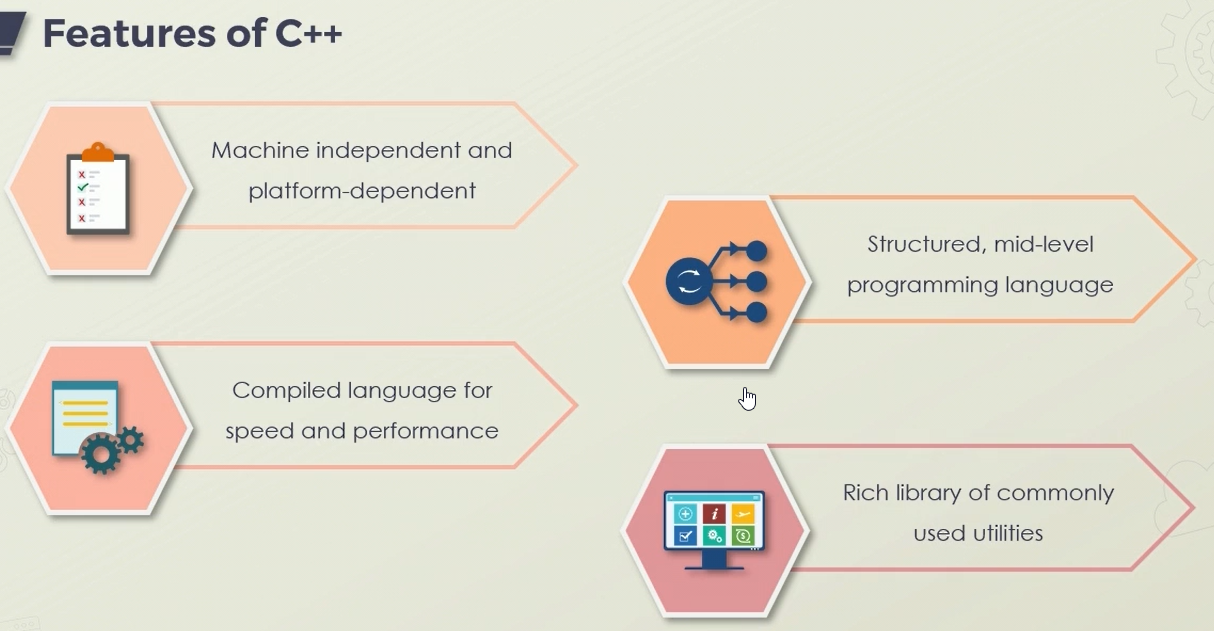 Features of C++
Machine independent and
platform-dependent
Structured, mid-level
programming language
Compiled language for
speed and performance
Rich library of commonly
used utilities